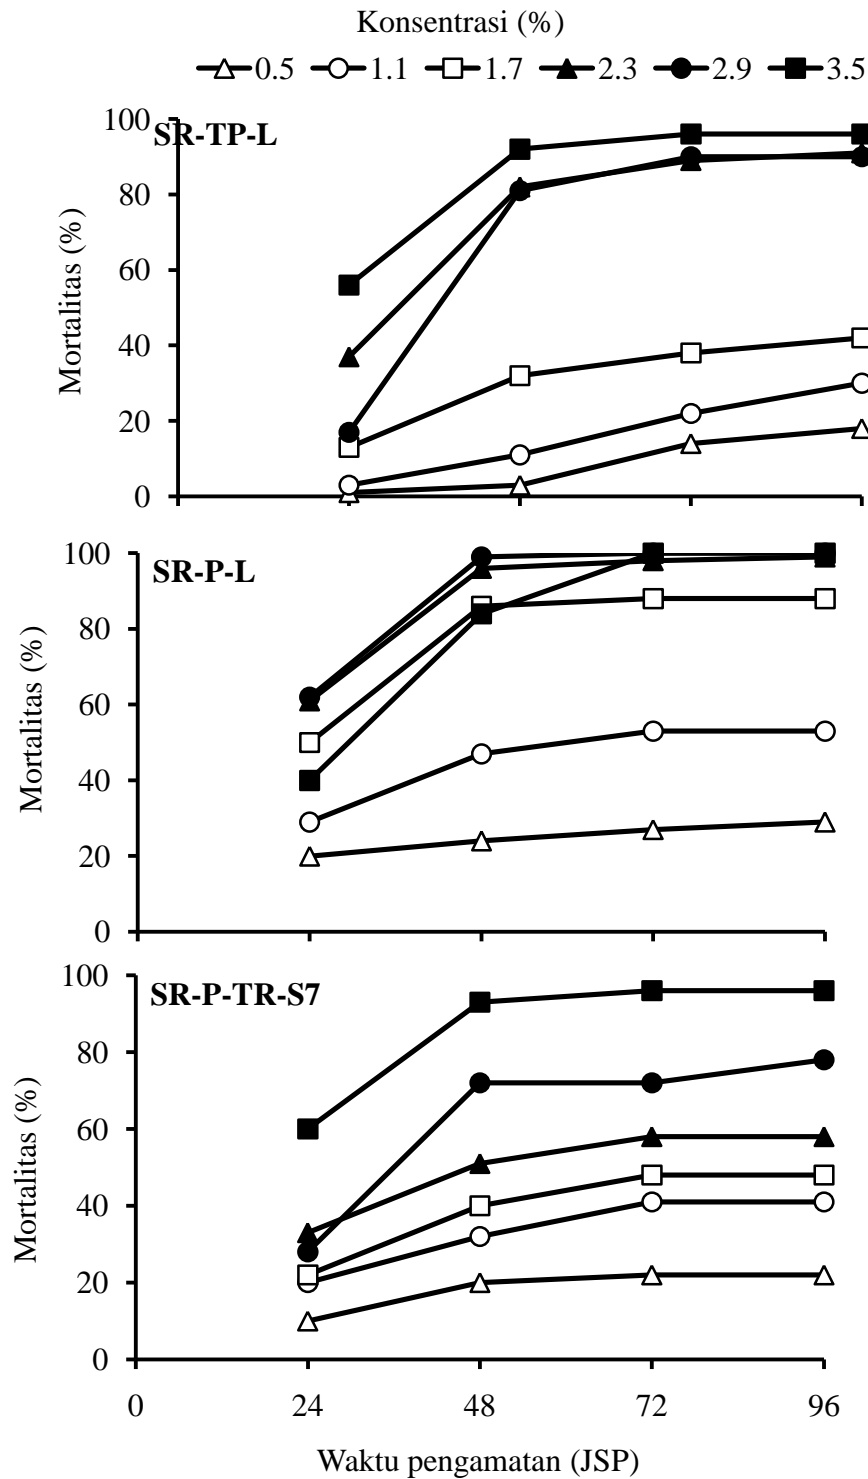 Konsentrasi (%)
0.5 1.1 1.7 2.3 2.9 3.5
SR-TP-L
100
80
60
40
20
0
Mortalitas (%)
SR-P-L
100
80
60
40
20
0
Mortalitas (%)
SR-P-TR-S7
100
80
60
40
20
0
Mortalitas (%)
0 24 48 72 96
Waktu pengamatan (JSP)